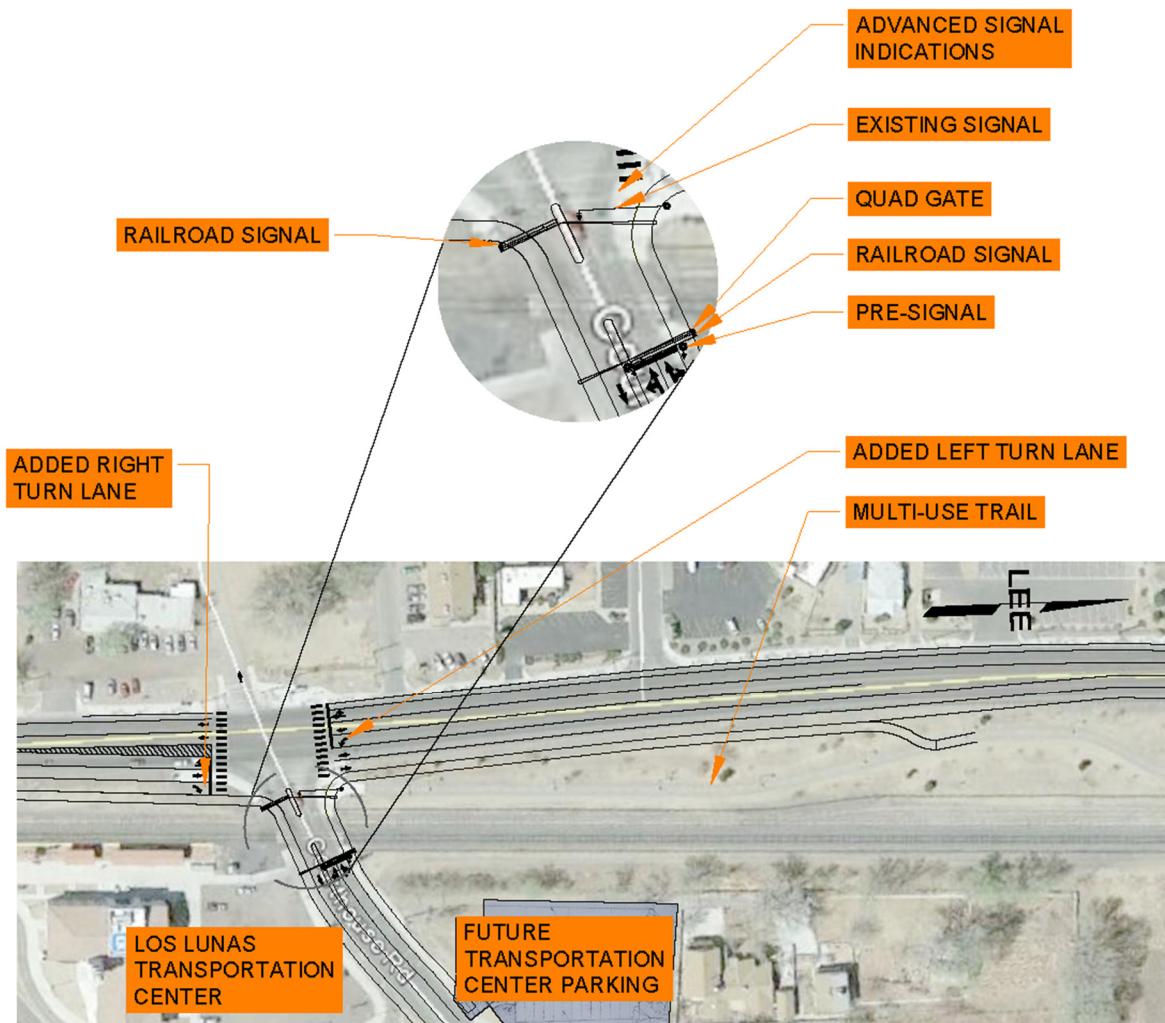 ADVANCED SIGNAL
INDICATIONS
EXISTING SIGNAL
QUAD GATE
RAILROAD SIGNAL
RAILROAD SIGNAL
PRE-SIGNAL
ADDED LEFT TURN LANE
ADDED RIGHT
TURN LANE
MULTI-USE TRAIL
LEE
LOS LUNAS
TRANSPORTATION
CENTER
FUTURE
TRANSPORTATION
CENTER PARKING